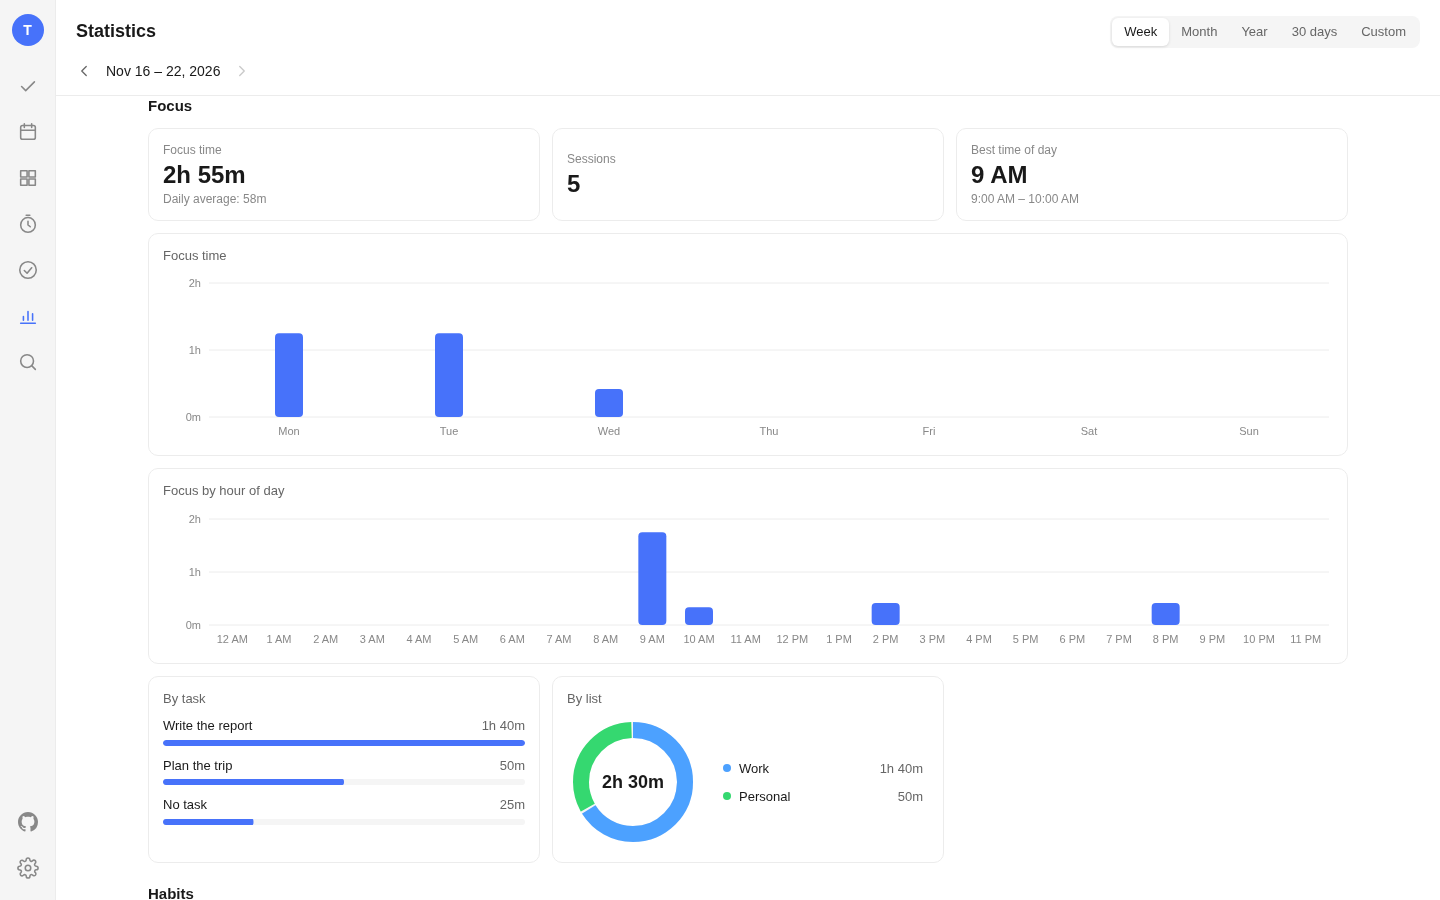 T
Statistics
Week Month Year 30 days Custom
Nov 16 – 22, 2026
Focus
Focus time
2h 55m
Daily average: 58m
Sessions
5
Best time of day
9 AM
9:00 AM – 10:00 AM
Focus time
2h
1h
0m
Mon Tue Wed Thu Fri Sat Sun
Focus by hour of day
2h
1h
0m
12 AM 1 AM 2 AM 3 AM 4 AM 5 AM 6 AM 7 AM 8 AM 9 AM 10 AM 11 AM 12 PM 1 PM 2 PM 3 PM 4 PM 5 PM 6 PM 7 PM 8 PM 9 PM 10 PM 11 PM
By task
Write the report 1h 40m
Plan the trip 50m
No task 25m
By list
2h 30m
Work 1h 40m
Personal 50m
Habits